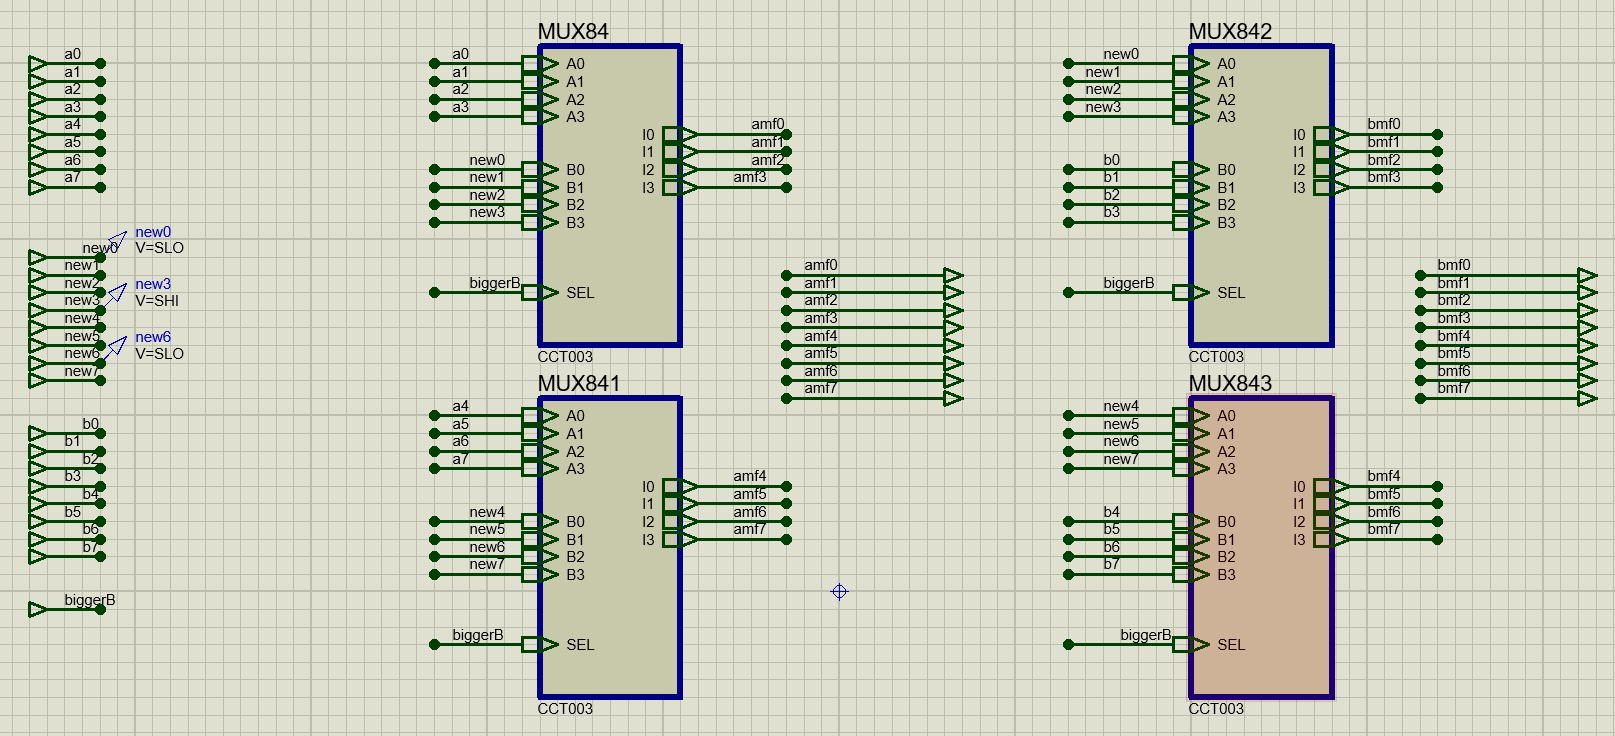 a0
a1
a2
a3
a4
a5
a6
a7
new0
V=SLO
new0
new1
new2
new3
V=SHI
new3
new4
new5
new6
V=SLO
new6
new7
b0
b1
b2
b3
b4
b5
b6
b7
biggerB
MUX84
a0 A0
a1 A1
a2 A2
a3 A3
I0 amf0
I1 amf1
I2 amf2
I3 amf3
new0 B0
new1 B1
new2 B2
new3 B3
biggerB SEL
CCT003
MUX841
a4 A0
a5 A1
a6 A2
a7 A3
I0 amf4
I1 amf5
I2 amf6
I3 amf7
new4 B0
new5 B1
new6 B2
new7 B3
biggerB SEL
CCT003
amf0
amf1
amf2
amf3
amf4
amf5
amf6
amf7
MUX842
new0 A0
new1 A1
new2 A2
new3 A3
I0 bmf0
I1 bmf1
I2 bmf2
I3 bmf3
b0 B0
b1 B1
b2 B2
b3 B3
biggerB SEL
CCT003
MUX843
new4 A0
new5 A1
new6 A2
new7 A3
I0 bmf4
I1 bmf5
I2 bmf6
I3 bmf7
b4 B0
b5 B1
b6 B2
b7 B3
biggerB SEL
CCT003
bmf0
bmf1
bmf2
bmf3
bmf4
bmf5
bmf6
bmf7